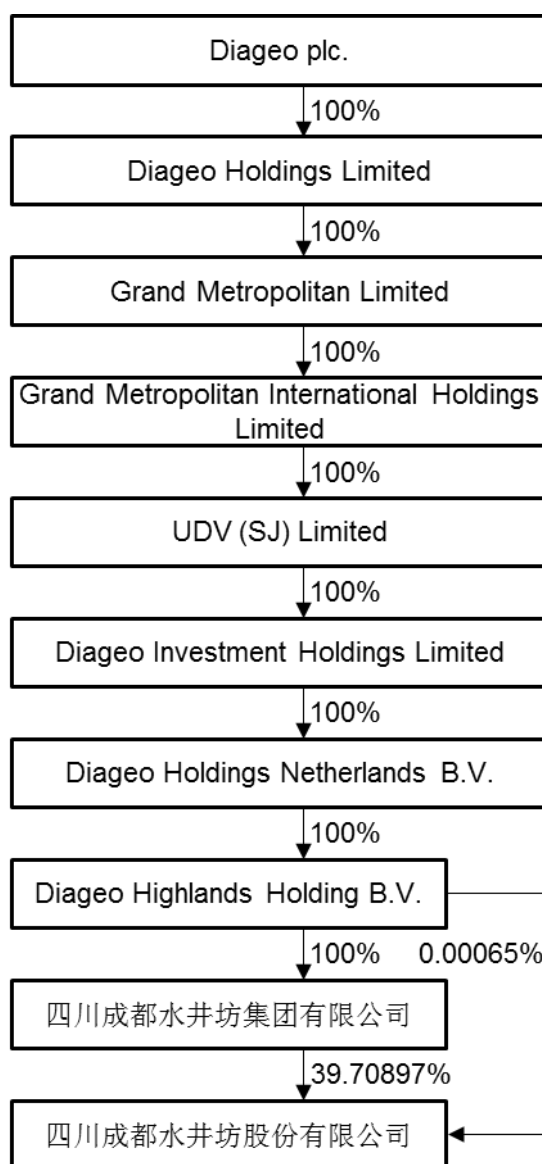 Diageo plc.
100%
Diageo Holdings Limited
100%
Grand Metropolitan Limited
100%
Grand Metropolitan International Holdings
Limited
100%
UDV (SJ) Limited
100%
Diageo Investment Holdings Limited
100%
Diageo Holdings Netherlands B.V.
100%
Diageo Highlands Holding B.V.
100% 0.00065%
四川成都水井坊集团有限公司
39.70897%
四川成都水井坊股份有限公司